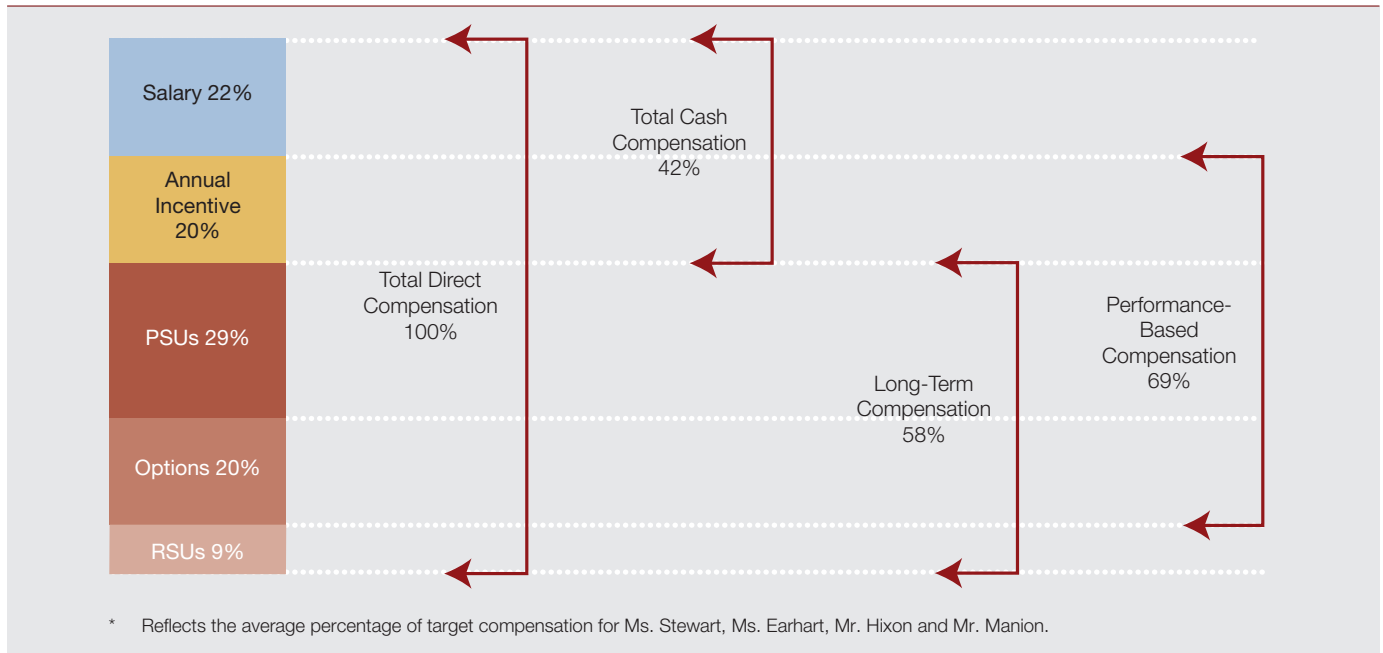 Salary 22%
Annual
Incentive
20%
PSUs 29%
Options 20%
RSUs 9%
Total Direct
Compensation
100%
Total Cash
Compensation
42%
Long-Term
Compensation
58%
Performance-
Based
Compensation
69%
* Reflects the average percentage of target compensation for Ms. Stewart, Ms. Earhart, Mr. Hixon and Mr. Manion.